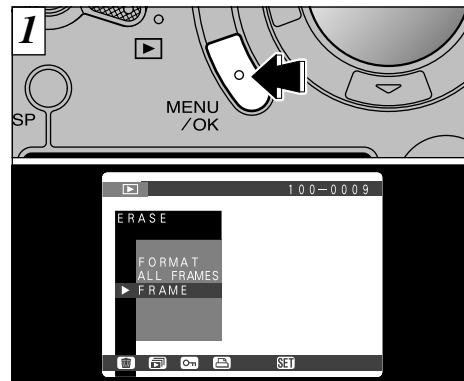 1
MENU
/OK
SP
100-0009
ERASE
FORMAT
ALL FRAMES
FRAME
SET